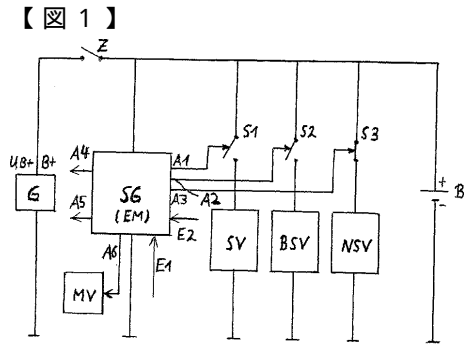 【図1】
Z
S1
S2
S3
UB+ B+
A4
A1
G
SG
(EM)
A2
A3
A5
E2
A6
E1
MV
SV
BSV
NSV
+
B
-